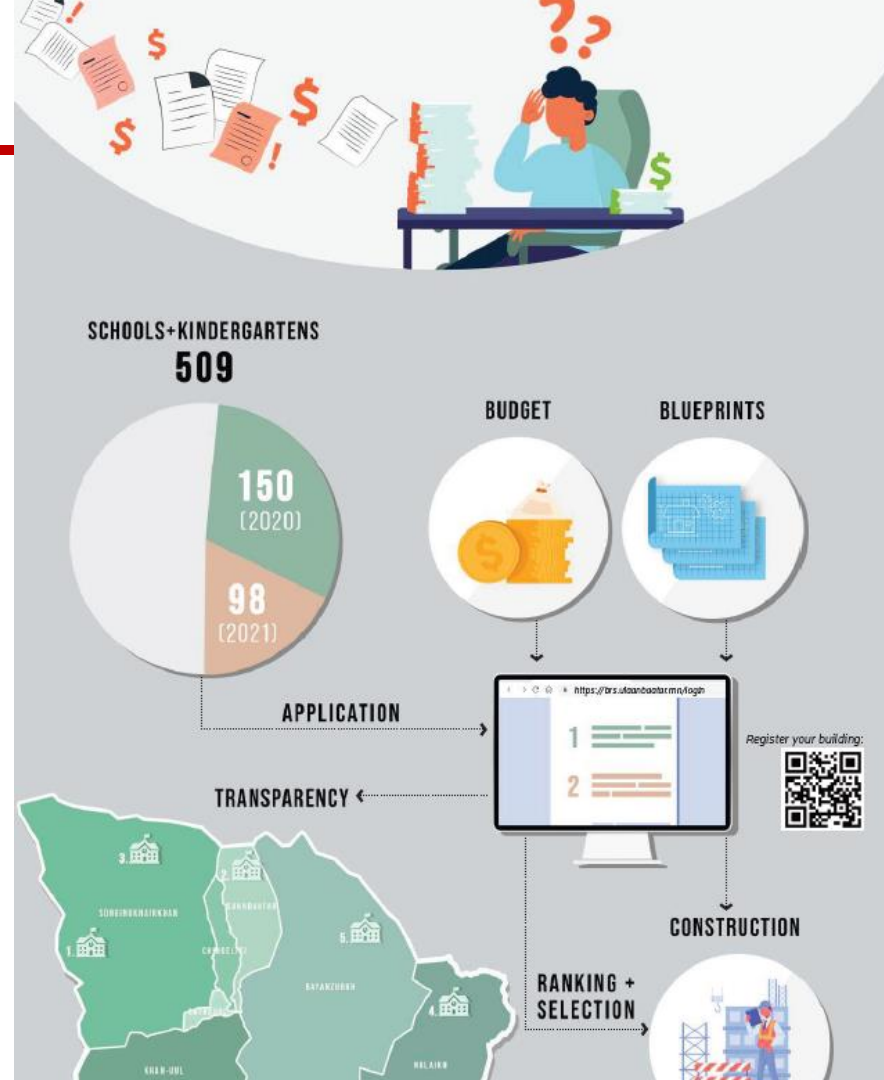 SCHOOLS+KINDERGARTENS
509
150
(2020)
98
(2021)
BUDGET
BLUEPRINTS
APPLICATION
https://brs.ulaanbaatar.mn/login
1
2
Register your building:
TRANSPARENCY
CONSTRUCTION
RANKING +
SELECTION
3.
2.
SONGINOKHAIRKHAN
1.
5.
BAYANZURKH
4.
KHAN-UUL
NALAIKH